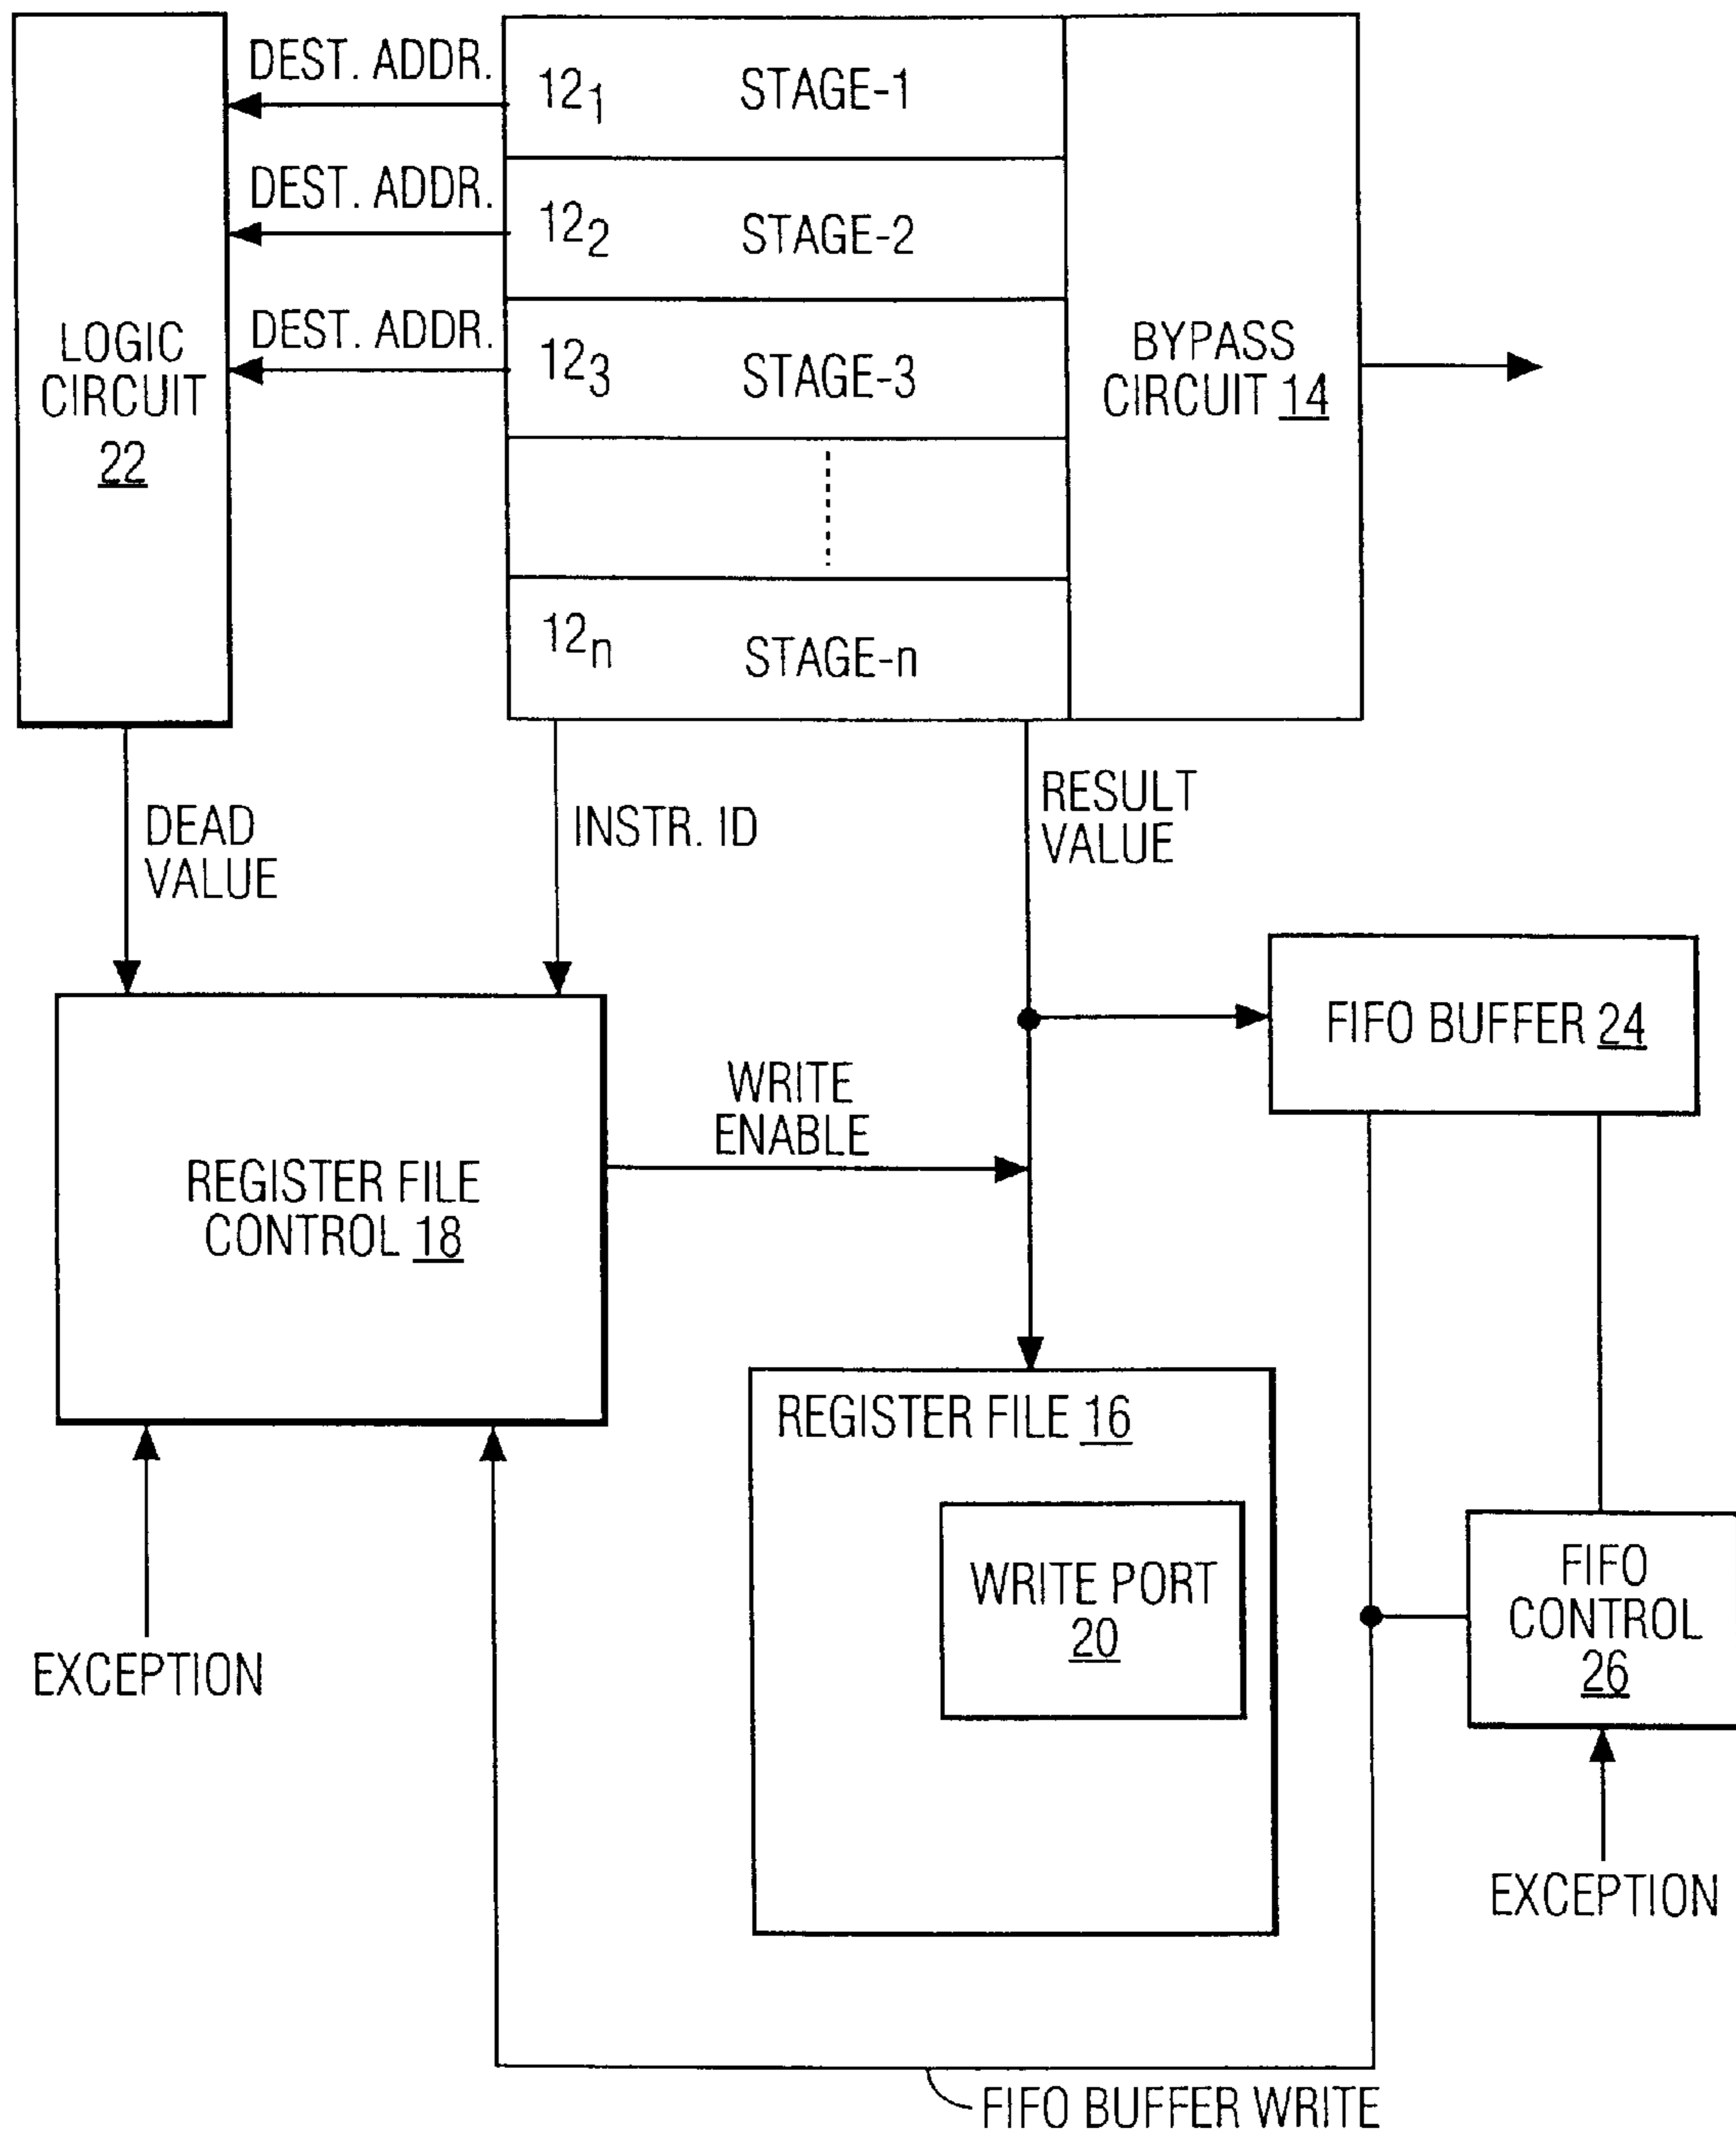 DEST. ADDR.
12₁ STAGE-1
DEST. ADDR.
12₂ STAGE-2
DEST. ADDR.
12₃ STAGE-3
LOGIC
CIRCUIT
22
BYPASS
CIRCUIT 14
12ₙ STAGE-n
DEAD
VALUE
INSTR. ID
RESULT
VALUE
FIFO BUFFER 24
WRITE
ENABLE
REGISTER FILE
CONTROL 18
REGISTER FILE 16
WRITE PORT
20
FIFO
CONTROL
26
EXCEPTION
EXCEPTION
FIFO BUFFER WRITE